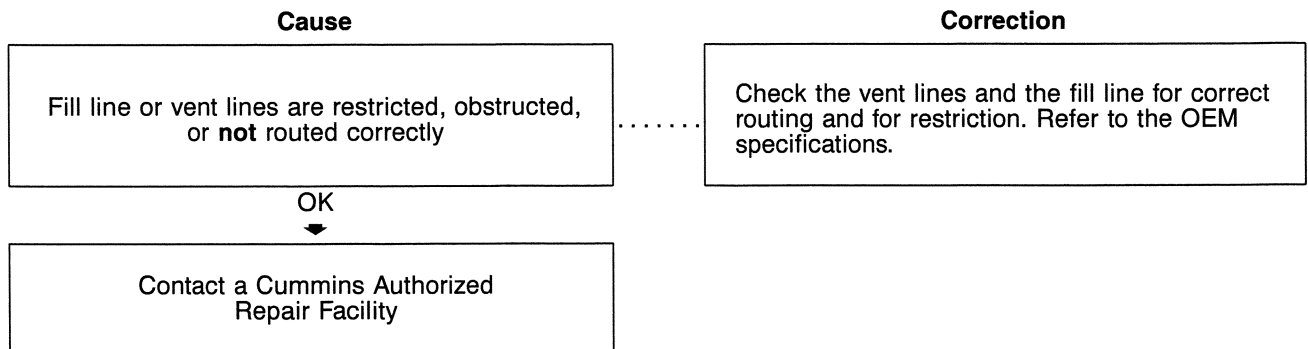 Cause
Correction
Fill line or vent lines are restricted, obstructed,
or not routed correctly
.......
Check the vent lines and the fill line for correct
routing and for restriction. Refer to the OEM
specifications.
OK
Contact a Cummins Authorized
Repair Facility